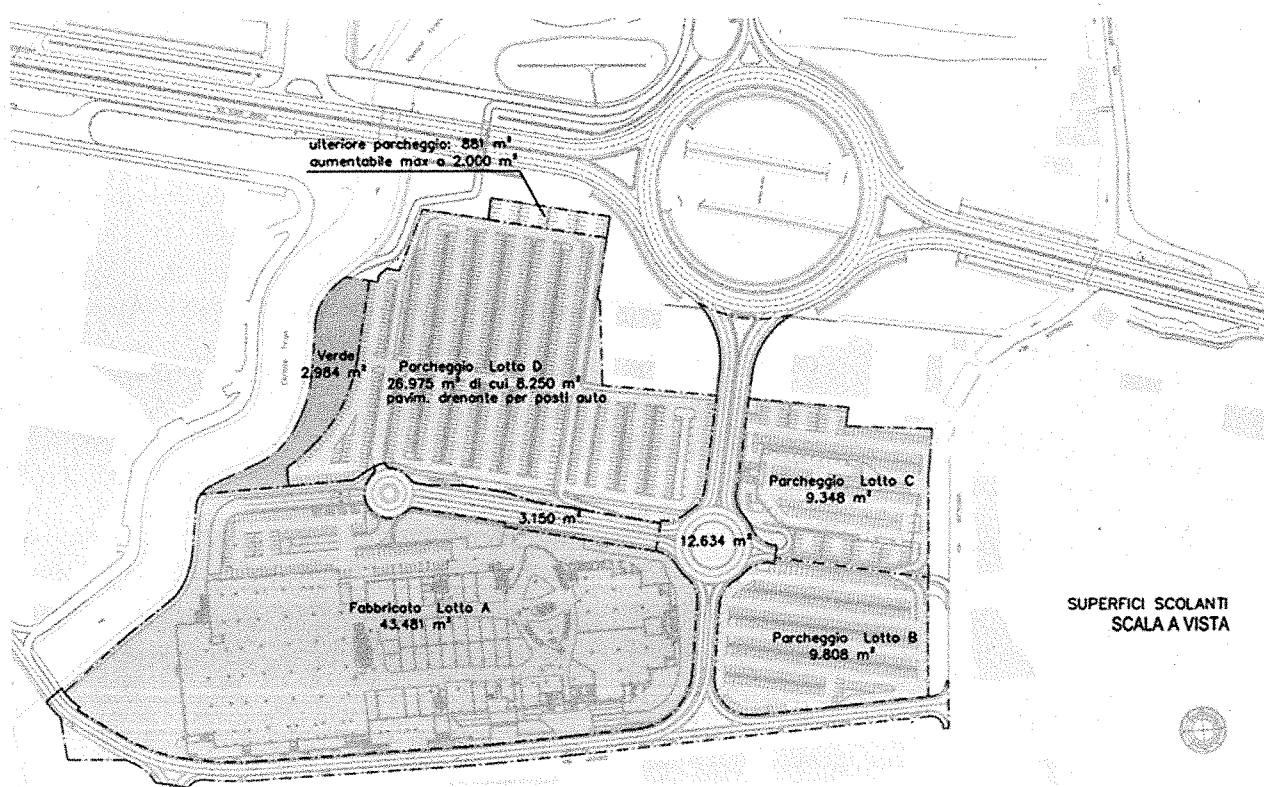 ulteriore parcheggio: 881 m²
aumentabile max a 2.000 m²
Verde
2.984 m²
Parcheggio Lotto D
26.975 m² di cui 8.250 m²
pavim. drenante per posti auto
Parcheggio Lotto C
9.348 m²
3.150 m²
12.634 m²
Fabbricato Lotto A
43.481 m²
Parcheggio Lotto B
9.808 m²
SUPERFICI SCOLANTI
SCALA A VISTA